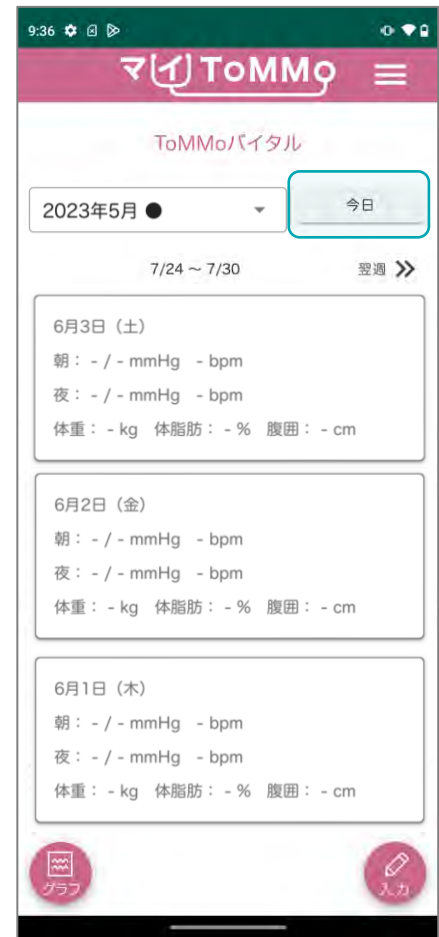 9:36
マイToMMo
ToMMoバイタル
2023年5月 ●
今日
7/24 ~ 7/30 翌週
6月3日（土）
朝： - / - mmHg - bpm
夜： - / - mmHg - bpm
体重： - kg 体脂肪： - % 腹囲： - cm
6月2日（金）
朝： - / - mmHg - bpm
夜： - / - mmHg - bpm
体重： - kg 体脂肪： - % 腹囲： - cm
6月1日（木）
朝： - / - mmHg - bpm
夜： - / - mmHg - bpm
体重： - kg 体脂肪： - % 腹囲： - cm
グラフ
入力